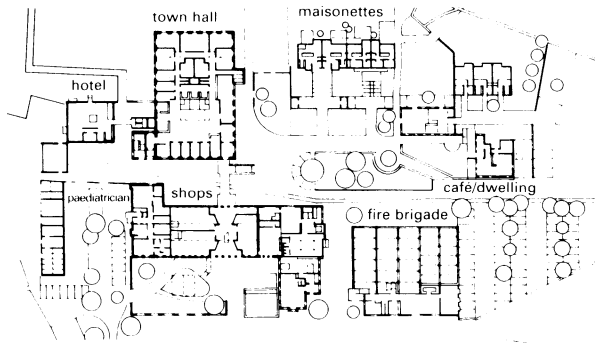 town hall
maisonettes
hotel
paediatrician
shops
café/dwelling
fire brigade